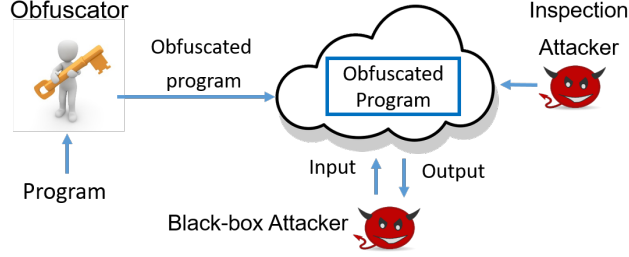 Obfuscator
Inspection
Attacker
Obfuscated
program
Obfuscated
Program
Program
Input
Output
Black-box Attacker